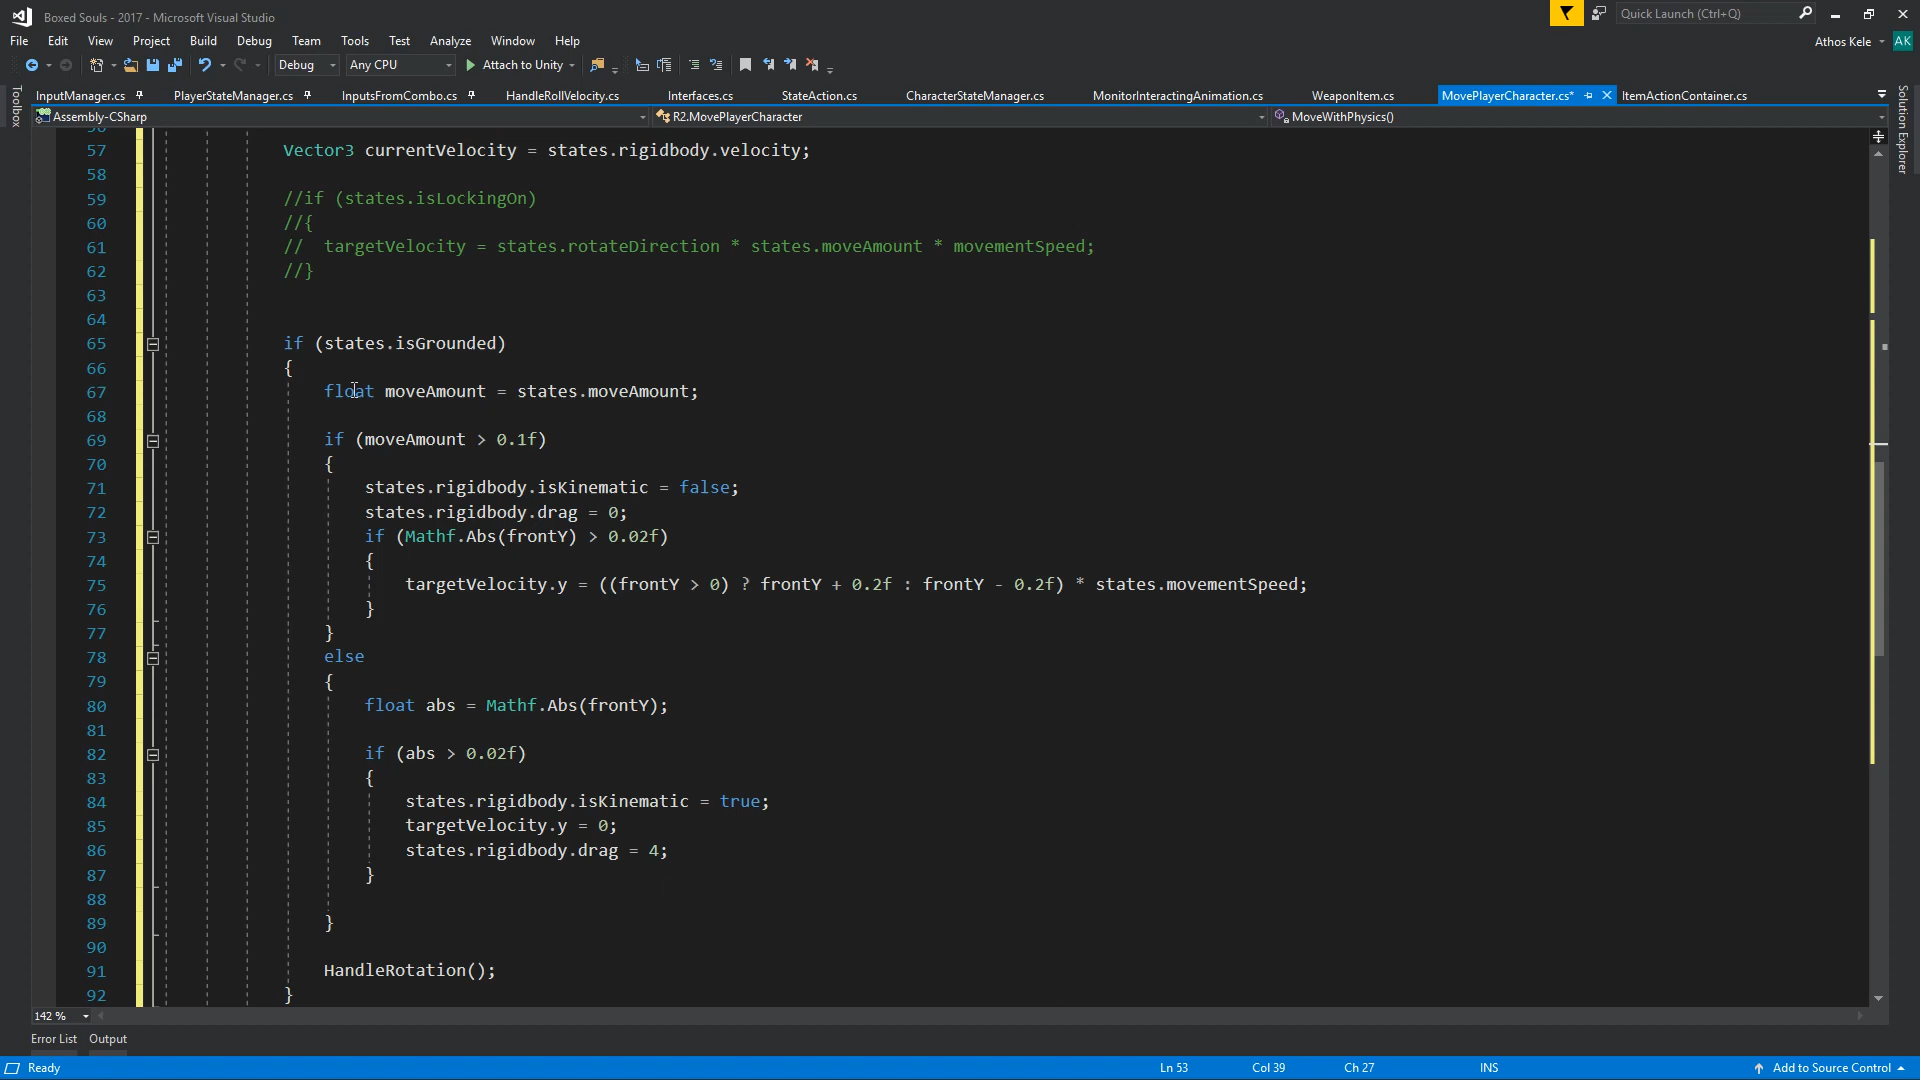 Boxed Souls - 2017 - Microsoft Visual Studio
Quick Launch (Ctrl+Q)
File Edit View Project Build Debug Team Tools Test Analyze Window Help
Athos Kele AK
Debug Any CPU Attach to Unity
Toolbox
InputManager.cs PlayerStateManager.cs InputsFromCombo.cs HandleRollVelocity.cs Interfaces.cs StateAction.cs CharacterStateManager.cs MonitorInteractingAnimation.cs WeaponItem.cs MovePlayerCharacter.cs* ItemActionContainer.cs
Solution Explorer
Assembly-CSharp R2.MovePlayerCharacter MoveWithPhysics()
56
57 Vector3 currentVelocity = states.rigidbody.velocity;
58
59 //if (states.isLockingOn)
60 //{
61 // targetVelocity = states.rotateDirection * states.moveAmount * movementSpeed;
62 //}
63
64
65 if (states.isGrounded)
66 {
67 float moveAmount = states.moveAmount;
68
69 if (moveAmount > 0.1f)
70 {
71 states.rigidbody.isKinematic = false;
72 states.rigidbody.drag = 0;
73 if (Mathf.Abs(frontY) > 0.02f)
74 {
75 targetVelocity.y = ((frontY > 0) ? frontY + 0.2f : frontY - 0.2f) * states.movementSpeed;
76 }
77 }
78 else
79 {
80 float abs = Mathf.Abs(frontY);
81
82 if (abs > 0.02f)
83 {
84 states.rigidbody.isKinematic = true;
85 targetVelocity.y = 0;
86 states.rigidbody.drag = 4;
87 }
88
89 }
90
91 HandleRotation();
92 }
142 %
Error List Output
Ready Ln 53 Col 39 Ch 27 INS Add to Source Control